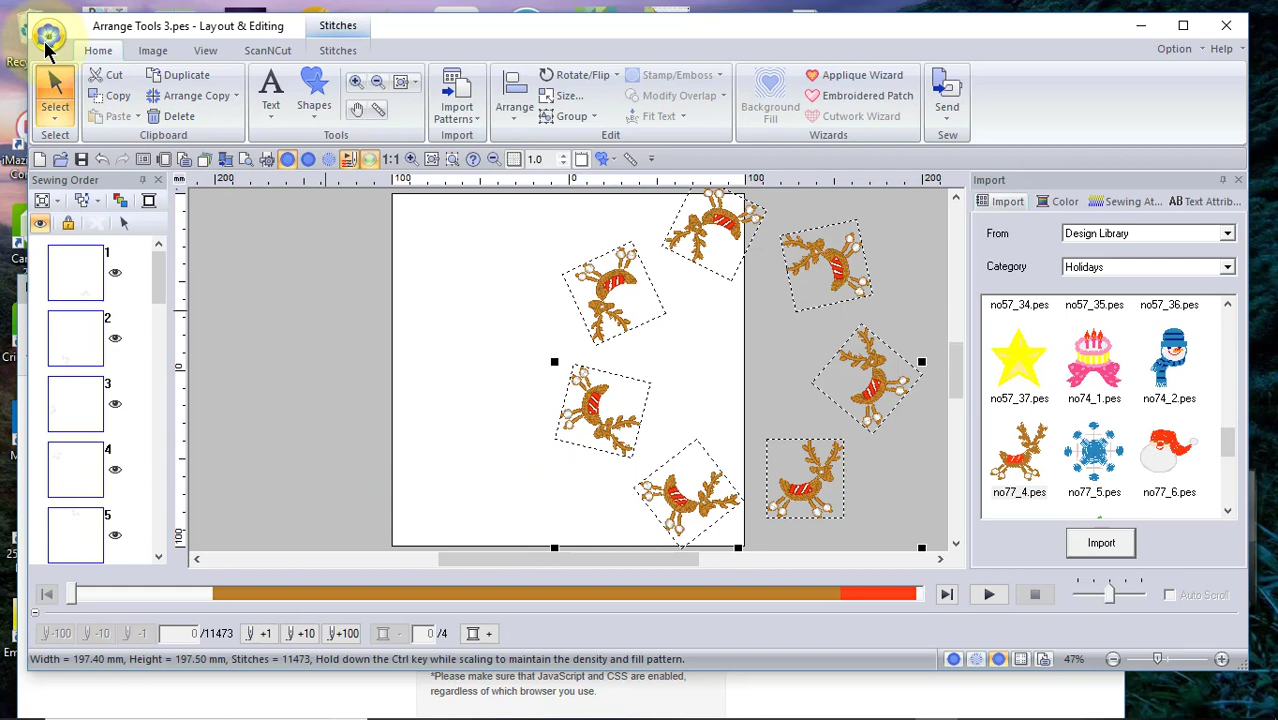 Arrange Tools 3.pes - Layout & Editing Stitches
Home Image View ScanNCut Stitches Option Help
Select Cut Copy Paste Duplicate Arrange Copy Delete Text Shapes Import Patterns Arrange Rotate/Flip Size... Group Stamp/Emboss Modify Overlap Fit Text Background Fill Applique Wizard Embroidered Patch Cutwork Wizard Send
Select Clipboard Tools Import Edit Wizards Sew
1:1 1.0
Sewing Order
mm 200 100 0 100 200
0
100
1
2
3
4
5
Import
Import Color Sewing At... Text Attrib...
From Design Library
Category Holidays
no57_34.pes no57_35.pes no57_36.pes
no57_37.pes no74_1.pes no74_2.pes
no77_4.pes no77_5.pes no77_6.pes
Import
Auto Scroll
-100 -10 -1 0 /11473 +1 +10 +100 - 0 /4 +
Width = 197.40 mm, Height = 197.50 mm, Stitches = 11473, Hold down the Ctrl key while scaling to maintain the density and fill pattern. 47%
*Please make sure that JavaScript and CSS are enabled,
regardless of which browser you use.